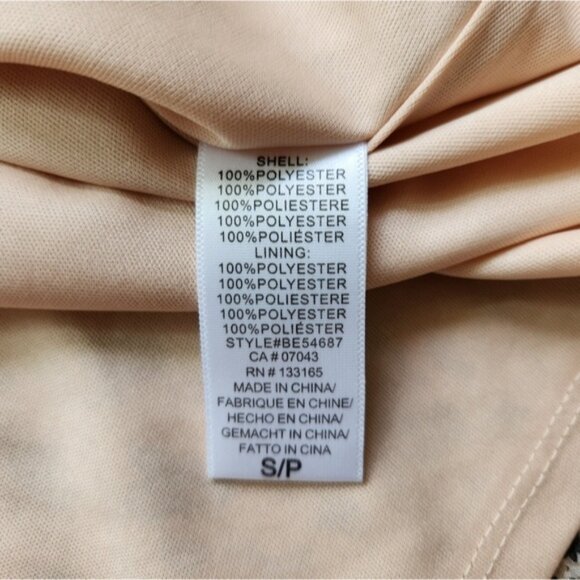 SHELL:
100%POLYESTER
100%POLYESTER
100%POLIESTERE
100%POLYESTER
100%POLIÉSTER
LINING:
100%POLYESTER
100%POLYESTER
100%POLIESTERE
100%POLYESTER
100%POLIÉSTER
STYLE#BE54687
CA # 07043
RN # 133165
MADE IN CHINA/
FABRIQUE EN CHINE/
HECHO EN CHINA/
GEMACHT IN CHINA/
FATTO IN CINA
S/P